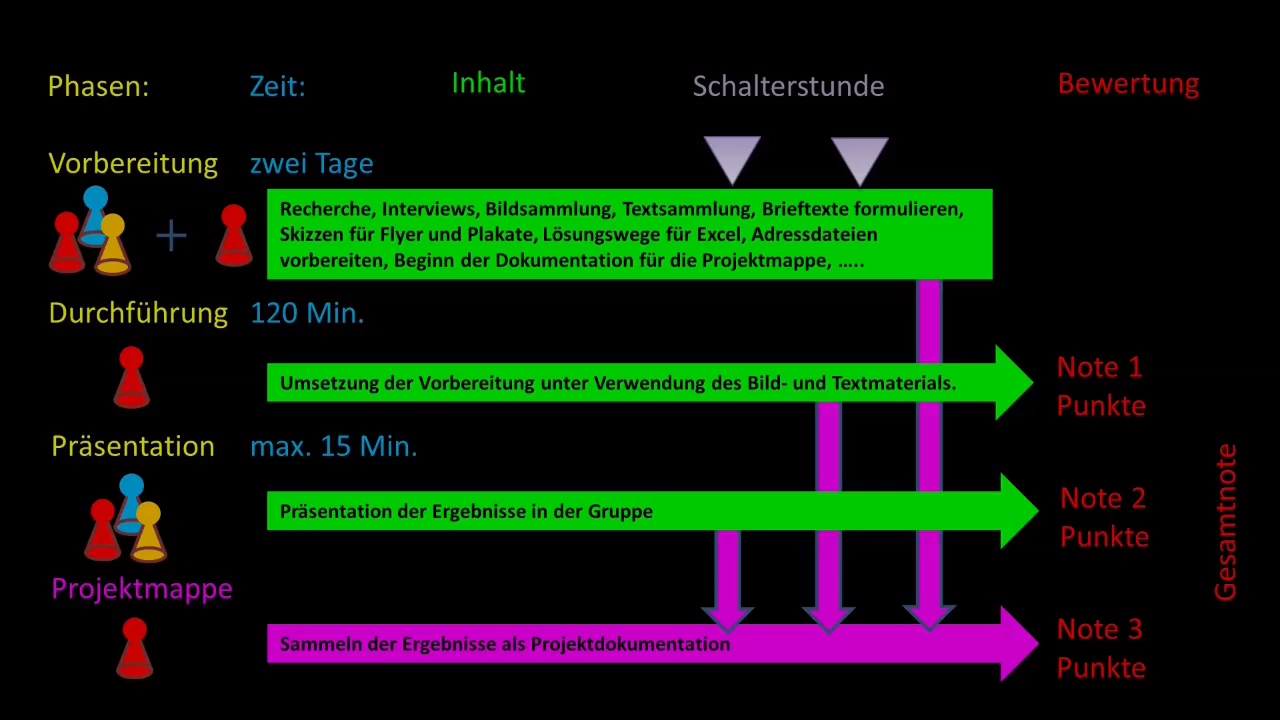 Phasen: Zeit: Inhalt Schalterstunde Bewertung
Vorbereitung zwei Tage
Recherche, Interviews, Bildsammlung, Textsammlung, Brieftexte formulieren,
Skizzen für Flyer und Plakate, Lösungswege für Excel, Adressdateien
vorbereiten, Beginn der Dokumentation für die Projektmappe, …..
Durchführung 120 Min.
Umsetzung der Vorbereitung unter Verwendung des Bild- und Textmaterials.
Note 1
Punkte
Präsentation max. 15 Min.
Präsentation der Ergebnisse in der Gruppe
Note 2
Punkte
Projektmappe
Sammeln der Ergebnisse als Projektdokumentation
Note 3
Punkte
Gesamtnote